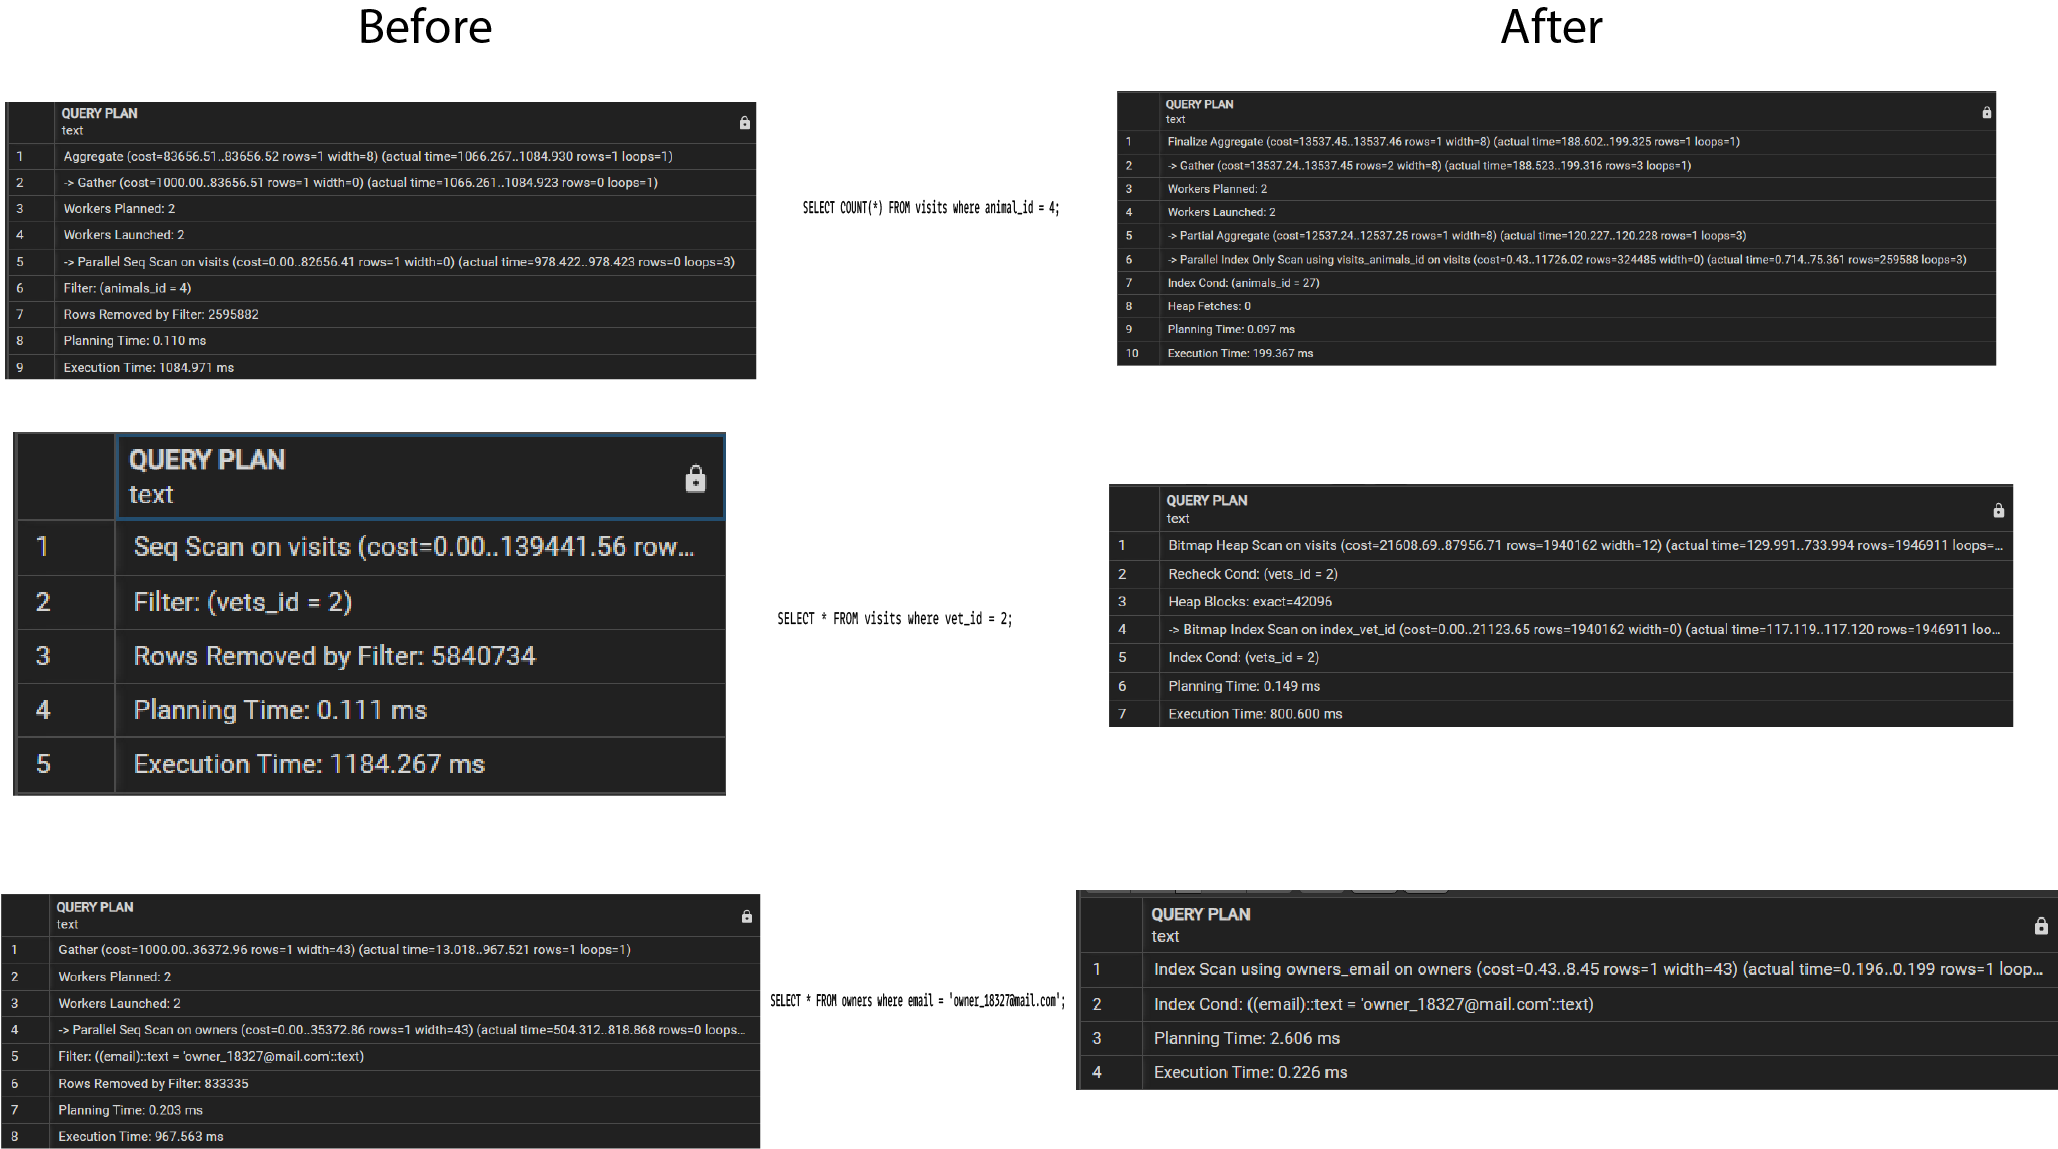 Before
After
QUERY PLAN
text
1 Aggregate (cost=83656.51..83656.52 rows=1 width=8) (actual time=1066.267..1084.930 rows=1 loops=1)
2 -> Gather (cost=1000.00..83656.51 rows=1 width=0) (actual time=1066.261..1084.923 rows=0 loops=1)
3 Workers Planned: 2
4 Workers Launched: 2
5 -> Parallel Seq Scan on visits (cost=0.00..82656.41 rows=1 width=0) (actual time=978.422..978.423 rows=0 loops=3)
6 Filter: (animals_id = 4)
7 Rows Removed by Filter: 2595882
8 Planning Time: 0.110 ms
9 Execution Time: 1084.971 ms
SELECT COUNT(*) FROM visits where animal_id = 4;
QUERY PLAN
text
1 Finalize Aggregate (cost=13537.45..13537.46 rows=1 width=8) (actual time=188.602..199.325 rows=1 loops=1)
2 -> Gather (cost=13537.24..13537.45 rows=2 width=8) (actual time=188.523..199.316 rows=3 loops=1)
3 Workers Planned: 2
4 Workers Launched: 2
5 -> Partial Aggregate (cost=12537.24..12537.25 rows=1 width=8) (actual time=120.227..120.228 rows=1 loops=3)
6 -> Parallel Index Only Scan using visits_animals_id on visits (cost=0.43..11726.02 rows=324485 width=0) (actual time=0.714..75.361 rows=259588 loops=3)
7 Index Cond: (animals_id = 27)
8 Heap Fetches: 0
9 Planning Time: 0.097 ms
10 Execution Time: 199.367 ms
QUERY PLAN
text
1 Seq Scan on visits (cost=0.00..139441.56 row...
2 Filter: (vets_id = 2)
3 Rows Removed by Filter: 5840734
4 Planning Time: 0.111 ms
5 Execution Time: 1184.267 ms
SELECT * FROM visits where vet_id = 2;
QUERY PLAN
text
1 Bitmap Heap Scan on visits (cost=21608.69..87956.71 rows=1940162 width=12) (actual time=129.991..733.994 rows=1946911 loops=...
2 Recheck Cond: (vets_id = 2)
3 Heap Blocks: exact=42096
4 -> Bitmap Index Scan on index_vet_id (cost=0.00..21123.65 rows=1940162 width=0) (actual time=117.119..117.120 rows=1946911 loo...
5 Index Cond: (vets_id = 2)
6 Planning Time: 0.149 ms
7 Execution Time: 800.600 ms
QUERY PLAN
text
1 Gather (cost=1000.00..36372.96 rows=1 width=43) (actual time=13.018..967.521 rows=1 loops=1)
2 Workers Planned: 2
3 Workers Launched: 2
4 -> Parallel Seq Scan on owners (cost=0.00..35372.86 rows=1 width=43) (actual time=504.312..818.868 rows=0 loops...
5 Filter: ((email)::text = 'owner_18327@mail.com'::text)
6 Rows Removed by Filter: 833335
7 Planning Time: 0.203 ms
8 Execution Time: 967.563 ms
SELECT * FROM owners where email = 'owner_18327@mail.com';
QUERY PLAN
text
1 Index Scan using owners_email on owners (cost=0.43..8.45 rows=1 width=43) (actual time=0.196..0.199 rows=1 loop...
2 Index Cond: ((email)::text = 'owner_18327@mail.com'::text)
3 Planning Time: 2.606 ms
4 Execution Time: 0.226 ms